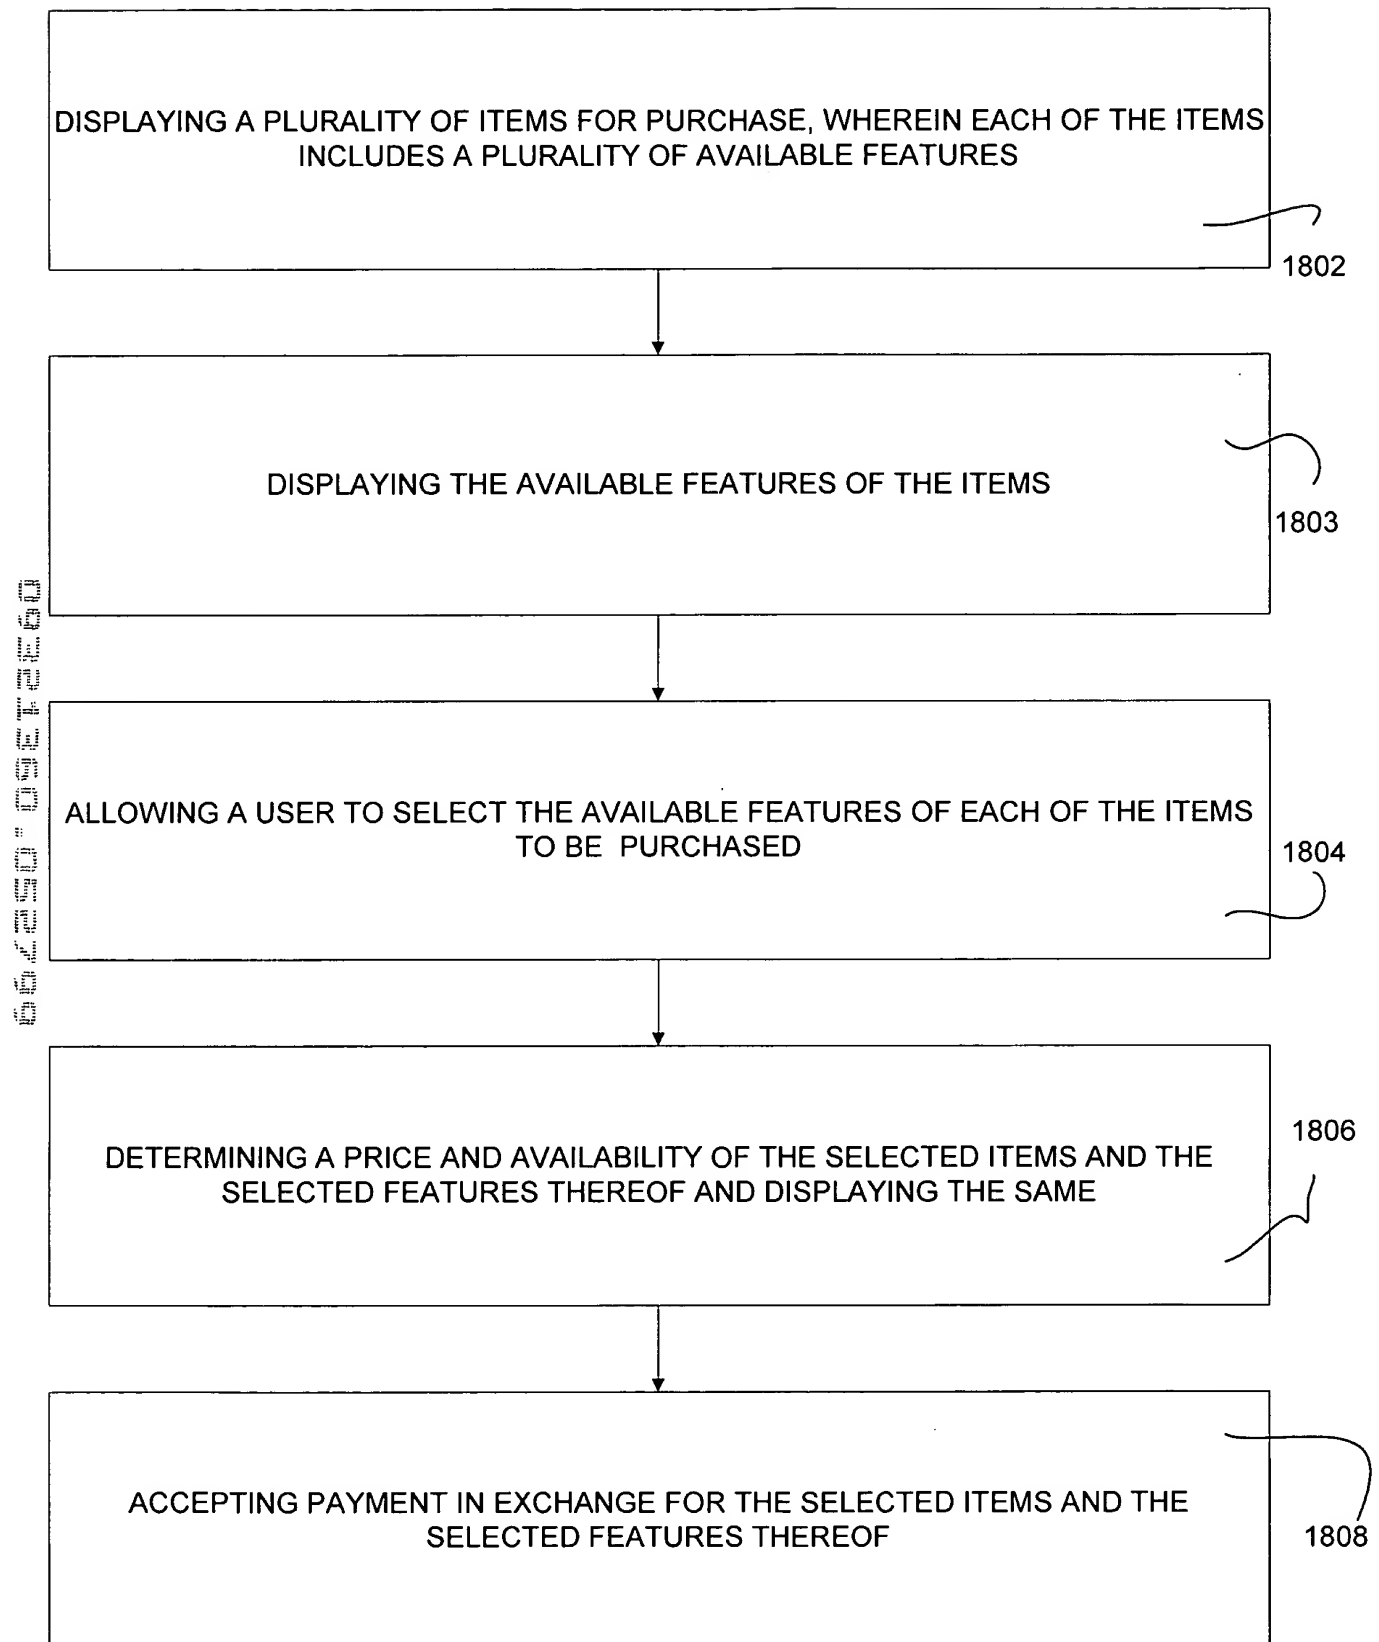 DISPLAYING A PLURALITY OF ITEMS FOR PURCHASE, WHEREIN EACH OF THE ITEMS
INCLUDES A PLURALITY OF AVAILABLE FEATURES
1802
DISPLAYING THE AVAILABLE FEATURES OF THE ITEMS
1803
ALLOWING A USER TO SELECT THE AVAILABLE FEATURES OF EACH OF THE ITEMS
TO BE PURCHASED
1804
DETERMINING A PRICE AND AVAILABILITY OF THE SELECTED ITEMS AND THE
SELECTED FEATURES THEREOF AND DISPLAYING THE SAME
1806
ACCEPTING PAYMENT IN EXCHANGE FOR THE SELECTED ITEMS AND THE
SELECTED FEATURES THEREOF
1808